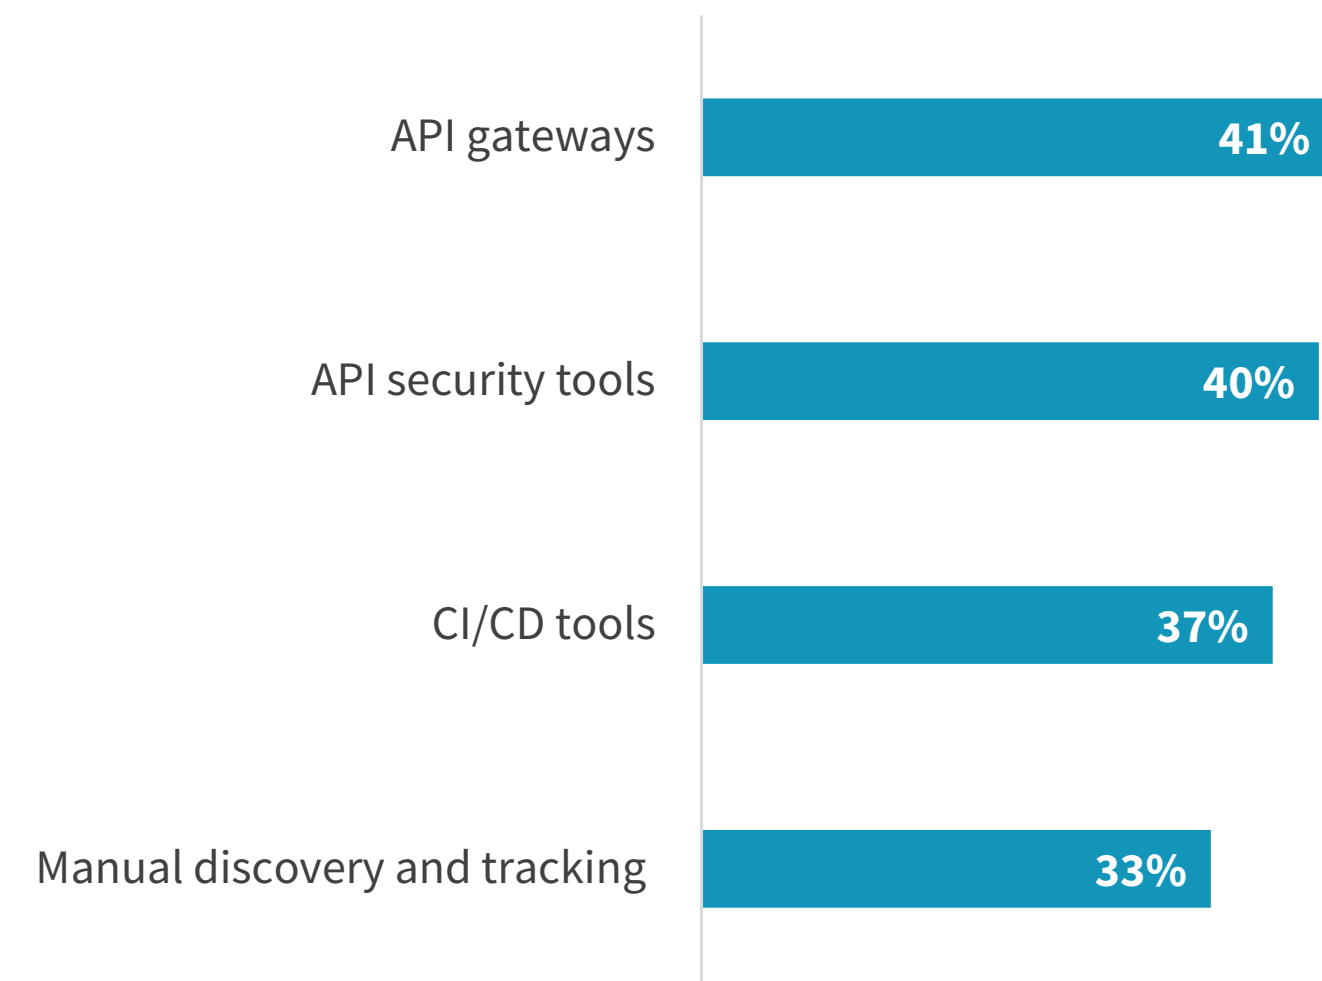 API gateways 41%
API security tools 40%
CI/CD tools 37%
Manual discovery and tracking 33%